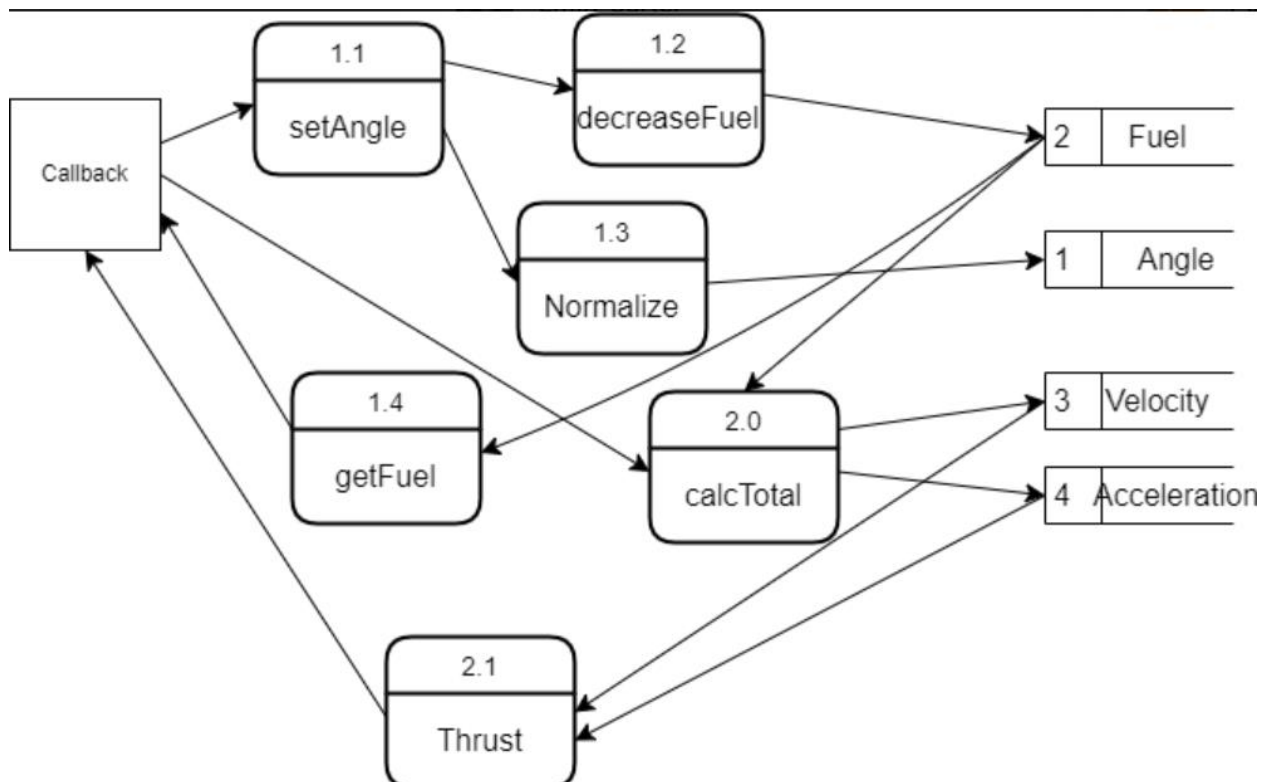 1.1
setAngle
1.2
decreaseFuel
Callback
2 Fuel
1.3
Normalize
1 Angle
1.4
getFuel
2.0
calcTotal
3 Velocity
4 Acceleration
2.1
Thrust